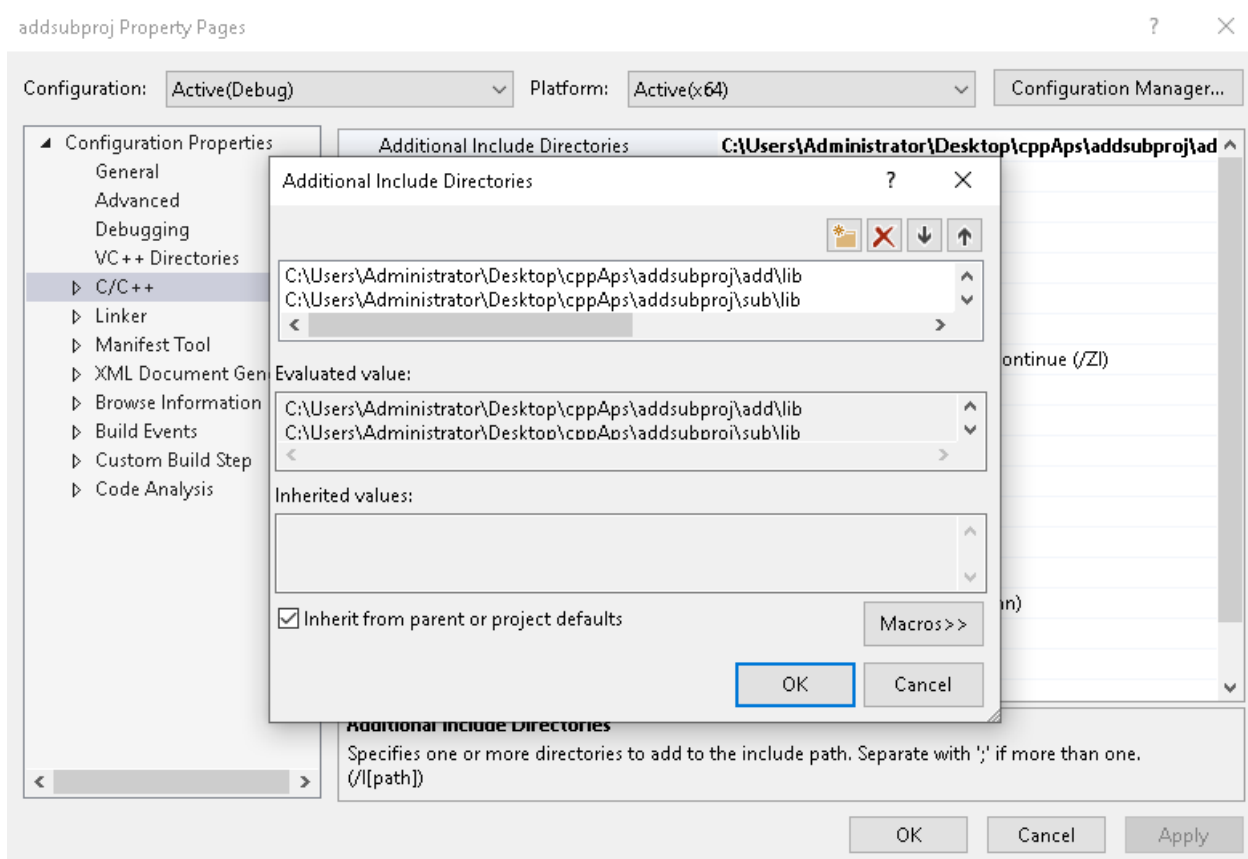 addsubproj Property Pages
?
Configuration: Active(Debug) Platform: Active(x64) Configuration Manager...
Configuration Properties
General
Advanced
Debugging
VC++ Directories
C/C++
Linker
Manifest Tool
XML Document Gen
Browse Information
Build Events
Custom Build Step
Code Analysis
Additional Include Directories C:\Users\Administrator\Desktop\cppAps\addsubproj\ad
Additional Include Directories
?
C:\Users\Administrator\Desktop\cppAps\addsubproj\add\lib
C:\Users\Administrator\Desktop\cppAps\addsubproj\sub\lib
Evaluated value:
C:\Users\Administrator\Desktop\cppAps\addsubproj\add\lib
C:\Users\Administrator\Desktop\cppAps\addsubproj\sub\lib
Inherited values:
Inherit from parent or project defaults
Macros>>
OK Cancel
ontinue (/ZI)
in)
Additional Include Directories
Specifies one or more directories to add to the include path. Separate with ';' if more than one.
(/I[path])
OK Cancel Apply